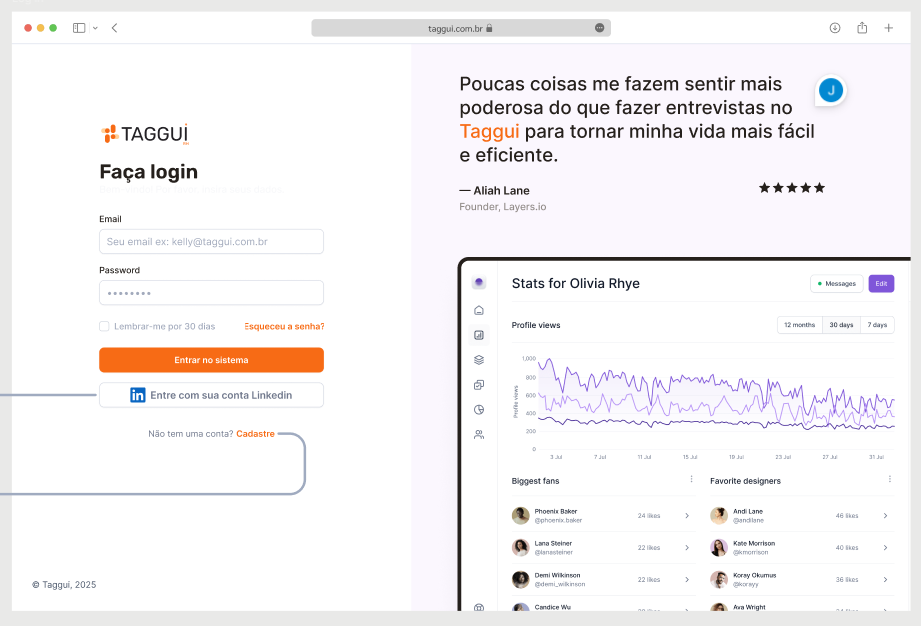 taggui.com.br
TAGGUÍ
Faça login
Email
Seu email ex: kelly@taggui.com.br
Password
Lembrar-me por 30 dias
Esqueceu a senha?
Entrar no sistema
in Entre com sua conta Linkedin
Não tem uma conta? Cadastre
© Taggui, 2025
Poucas coisas me fazem sentir mais
poderosa do que fazer entrevistas no
Taggui para tornar minha vida mais fácil
e eficiente.
J
— Aliah Lane
Founder, Layers.io
Stats for Olivia Rhye
Messages
Edit
Profile views
12 months
30 days
7 days
Profile views
1,000
800
600
400
200
0
3 Jul
7 Jul
11 Jul
15 Jul
19 Jul
23 Jul
27 Jul
31 Jul
Biggest fans
Phoenix Baker
@phoenix.baker
24 likes
Lana Steiner
@lanasteiner
22 likes
Demi Wilkinson
@demi_wilkinson
22 likes
Candice Wu
Favorite designers
Andi Lane
@andilane
46 likes
Kate Morrison
@kmorrison
40 likes
Koray Okumus
@korayy
36 likes
Ava Wright